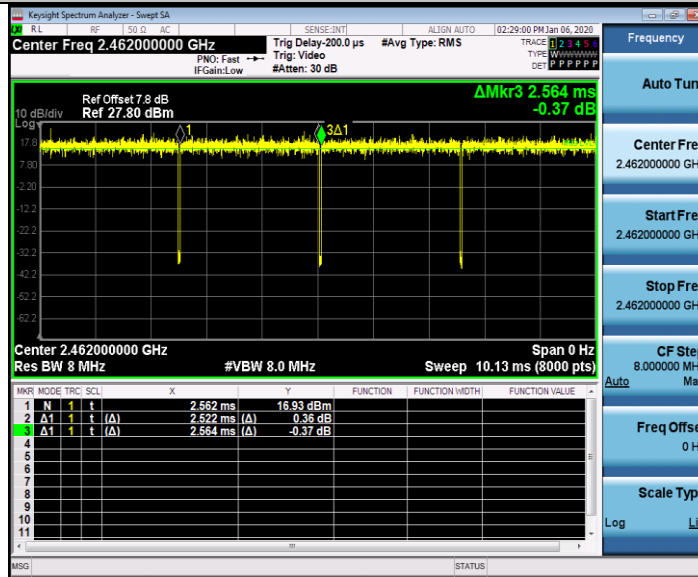 Keysight Spectrum Analyzer - Swept SA
RL RF 50 Ω AC SENSE:INT ALIGN AUTO 02:29:00 PM Jan 06, 2020
Center Freq 2.462000000 GHz
PNO: Fast
IFGain:Low
Trig Delay-200.0 µs
Trig: Video
#Atten: 30 dB
#Avg Type: RMS
TRACE 1 2 3 4 5 6
TYPE WWWWWW
DET P P P P P P
ΔMkr3 2.564 ms
-0.37 dB
Ref Offset 7.8 dB
10 dB/div Ref 27.80 dBm
Log
1
3Δ1
17.8
7.80
-2.20
-12.2
-22.2
-32.2
-42.2
-52.2
-62.2
Center 2.462000000 GHz Span 0 Hz
Res BW 8 MHz #VBW 8.0 MHz Sweep 10.13 ms (8000 pts)
MKR MODE TRC SCL X Y FUNCTION FUNCTION WIDTH FUNCTION VALUE
1 N 1 t 2.562 ms 16.93 dBm
2 Δ1 1 t (Δ) 2.522 ms (Δ) 0.36 dB
3 Δ1 1 t (Δ) 2.564 ms (Δ) -0.37 dB
4
5
6
7
8
9
10
11
MSG STATUS
Frequency
Auto Tun
Center Fre
2.462000000 GH
Start Fre
2.462000000 GH
Stop Fre
2.462000000 GH
CF Ste
8.000000 MH
Auto Ma
Freq Offse
0 H
Scale Typ
Log Li